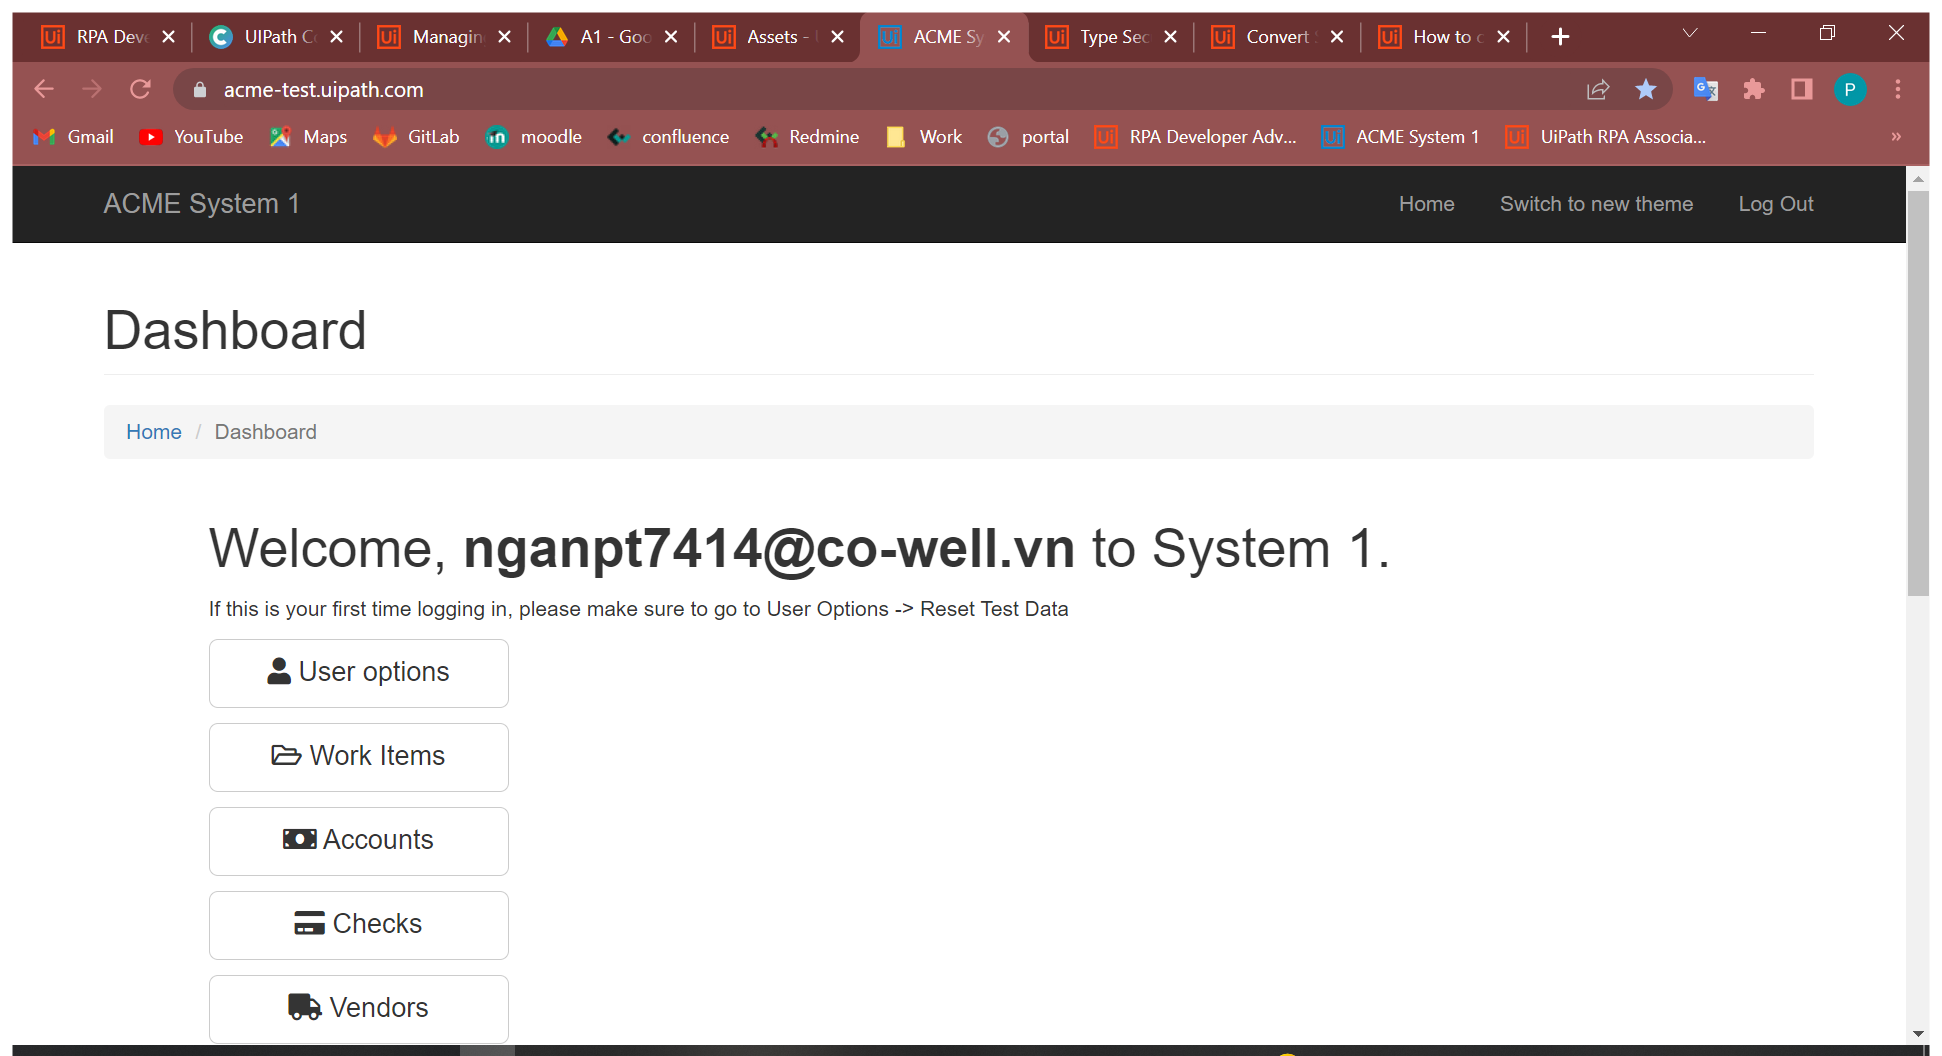 RPA Deve UIPath C Managin A1 - Goo Assets - ACME Sy Type Sec Convert How to c
acme-test.uipath.com P
Gmail YouTube Maps GitLab moodle confluence Redmine Work portal RPA Developer Adv... ACME System 1 UiPath RPA Associa... »
ACME System 1 Home Switch to new theme Log Out
Dashboard
Home / Dashboard
Welcome, nganpt7414@co-well.vn to System 1.
If this is your first time logging in, please make sure to go to User Options -> Reset Test Data
User options
Work Items
Accounts
Checks
Vendors